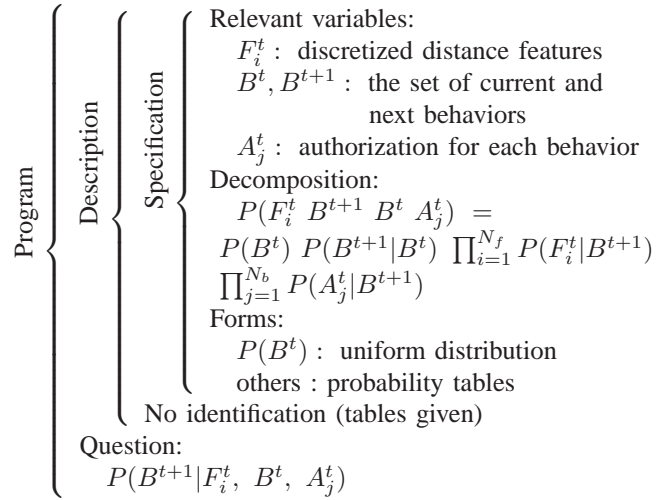 Program
Description
Specification
Relevant variables:
F_i^t : discretized distance features
B^t, B^{t+1} : the set of current and
next behaviors
A_j^t : authorization for each behavior
Decomposition:
P(F_i^t B^{t+1} B^t A_j^t) =
P(B^t) P(B^{t+1}|B^t) ∏_{i=1}^{N_f} P(F_i^t|B^{t+1})
∏_{j=1}^{N_b} P(A_j^t|B^{t+1})
Forms:
P(B^t) : uniform distribution
others : probability tables
No identification (tables given)
Question:
P(B^{t+1}|F_i^t, B^t, A_j^t)